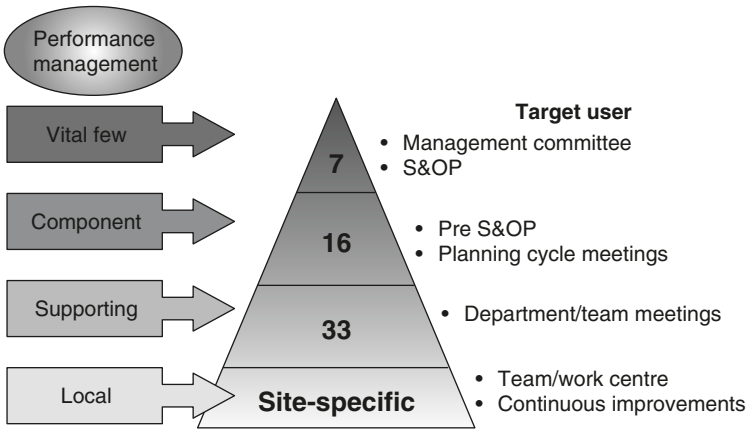 Performance
management
Vital few
Component
Supporting
Local
7
16
33
Site-specific
Target user
• Management committee
• S&OP
• Pre S&OP
• Planning cycle meetings
• Department/team meetings
• Team/work centre
• Continuous improvements